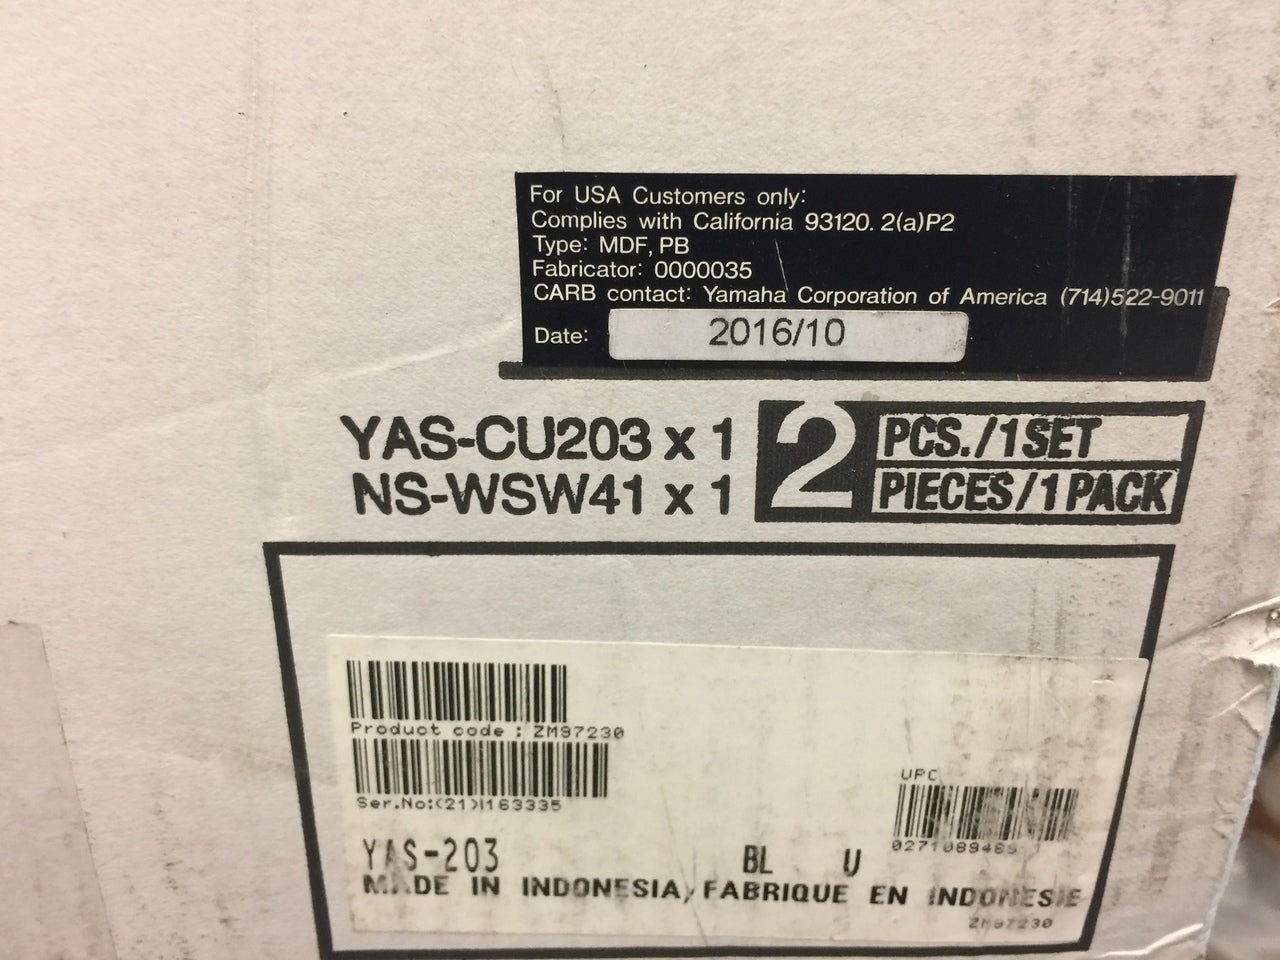 For USA Customers only:
Complies with California 93120. 2(a)P2
Type: MDF, PB
Fabricator: 0000035
CARB contact: Yamaha Corporation of America (714)522-9011
Date: 2016/10
YAS-CU203 x 1
NS-WSW41 x 1
2 PCS./1SET
PIECES/1PACK
Product code : ZM97230
Ser.No:(21)I163335
UPC
YAS-203 BL U
MADE IN INDONESIA/FABRIQUE EN INDONESIE
ZM97230